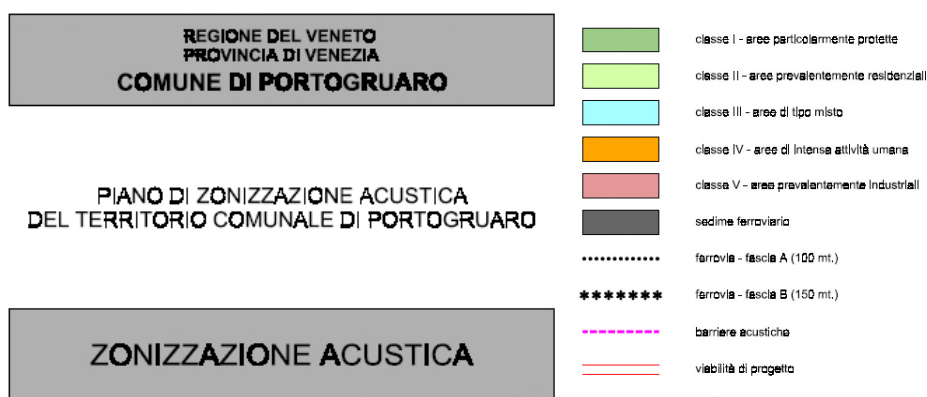 REGIONE DEL VENETO
PROVINCIA DI VENEZIA
COMUNE DI PORTOGRUARO
PIANO DI ZONIZZAZIONE ACUSTICA
DEL TERRITORIO COMUNALE DI PORTOGRUARO
ZONIZZAZIONE ACUSTICA
classe I - aree particolarmente protette
classe II - aree prevalentemente residenziali
classe III - aree di tipo misto
classe IV - aree di intensa attività umana
classe V - aree prevalentemente industriali
sedime ferroviario
ferrovia - fascia A (100 mt.)
ferrovia - fascia B (150 mt.)
barriere acustiche
viabilità di progetto